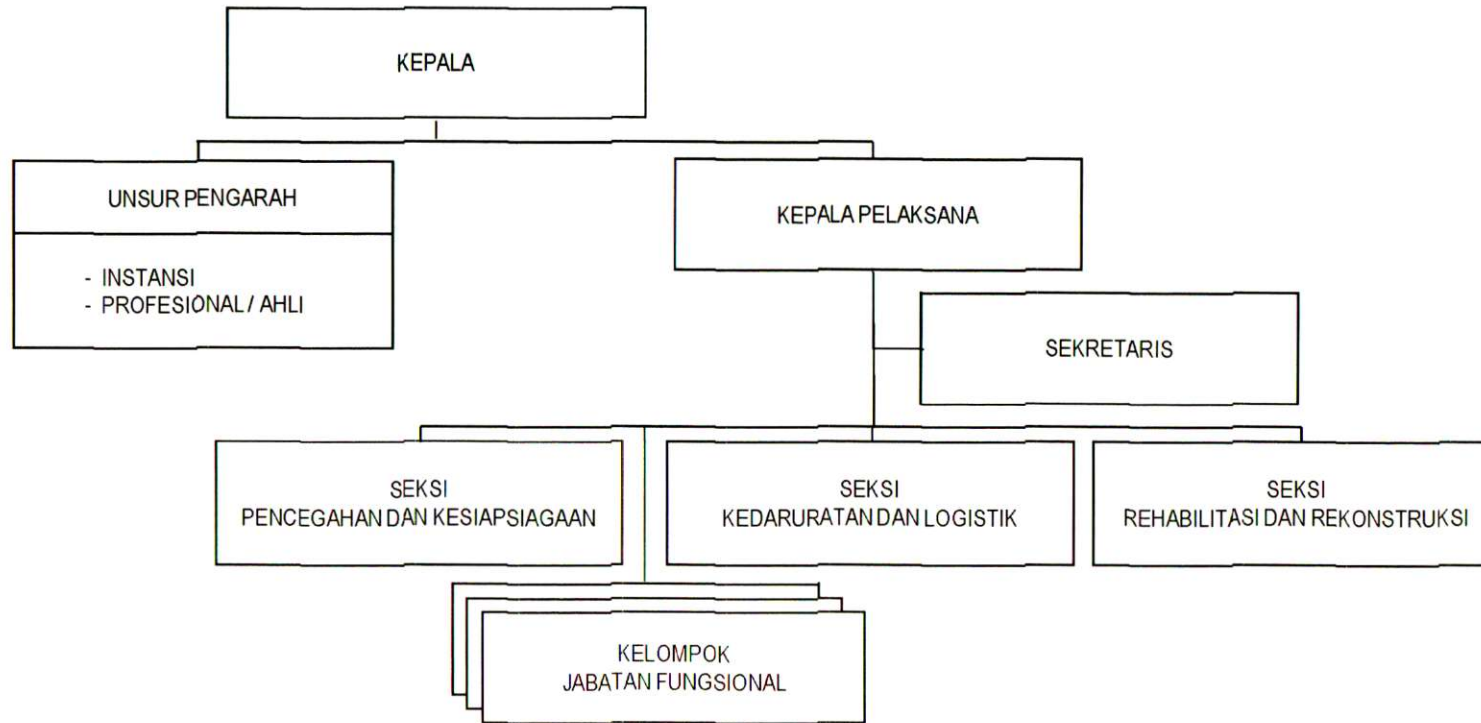 KEPALA
UNSUR PENGARAH
- INSTANSI
- PROFESIONAL / AHLI
KEPALA PELAKSANA
SEKRETARIS
SEKSI
PENCEGAHAN DAN KESIAPSIAGAAN
SEKSI
KEDARURATAN DAN LOGISTIK
SEKSI
REHABILITASI DAN REKONSTRUKSI
KELOMPOK
JABATAN FUNGSIONAL